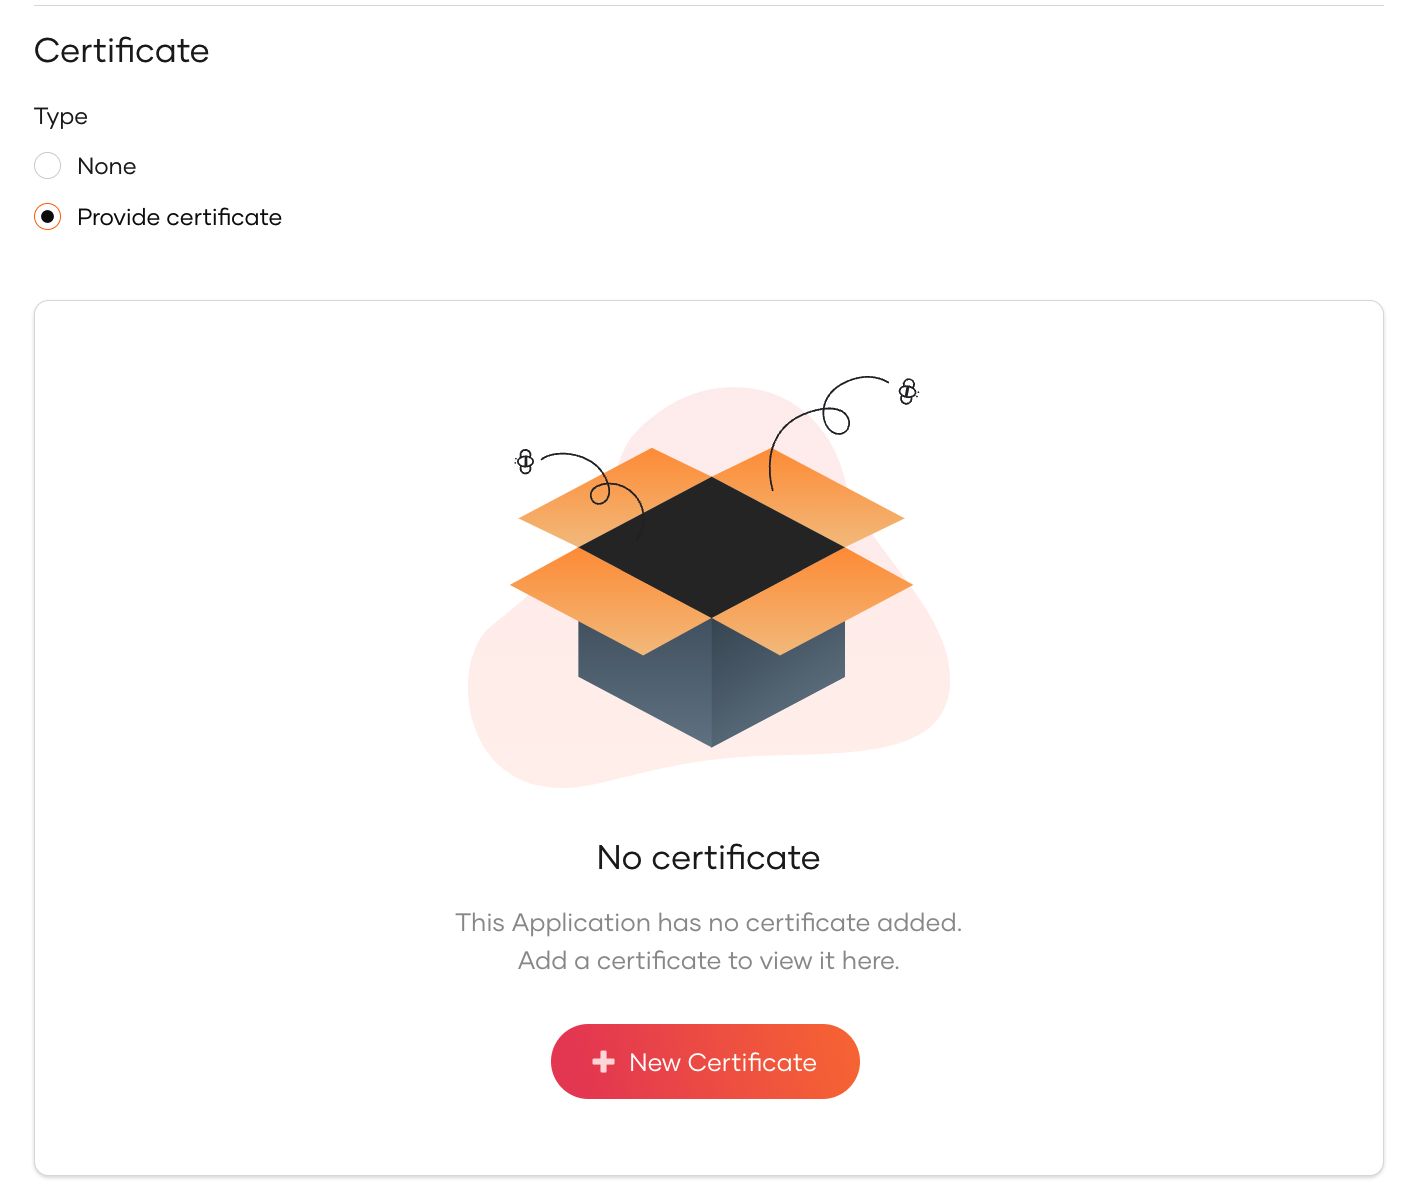 Certificate
Type
None
Provide certificate
No certificate
This Application has no certificate added.
Add a certificate to view it here.
New Certificate